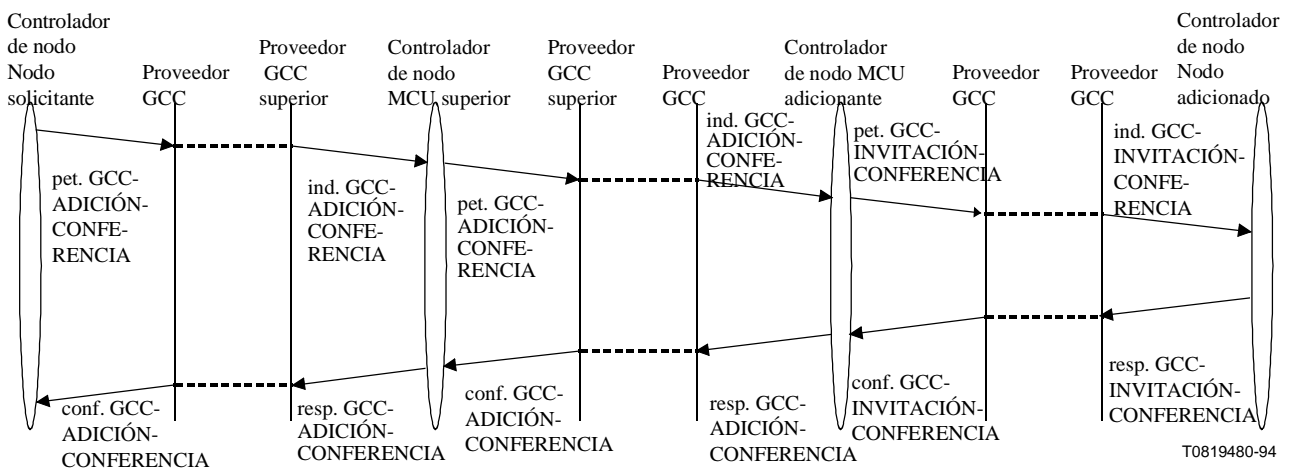 Controlador
de nodo
Nodo
solicitante
Proveedor
GCC
Proveedor
GCC
superior
Controlador
de nodo
MCU superior
Proveedor
GCC
superior
Proveedor
GCC
Controlador
de nodo MCU
adicionante
Proveedor
GCC
Proveedor
GCC
Controlador
de nodo
Nodo
adicionado
pet. GCC-
ADICIÓN-
CONFE-
RENCIA
ind. GCC-
ADICIÓN-
CONFE-
RENCIA
pet. GCC-
ADICIÓN-
CONFE-
RENCIA
ind. GCC-
ADICIÓN-
CONFE-
RENCIA
pet. GCC-
INVITACIÓN-
CONFERENCIA
ind. GCC-
INVITACIÓN-
CONFE-
RENCIA
conf. GCC-
ADICIÓN-
CONFERENCIA
resp. GCC-
ADICIÓN-
CONFERENCIA
conf. GCC-
ADICIÓN-
CONFERENCIA
resp. GCC-
ADICIÓN-
CONFERENCIA
conf. GCC-
INVITACIÓN-
CONFERENCIA
resp. GCC-
INVITACIÓN-
CONFERENCIA
T0819480-94